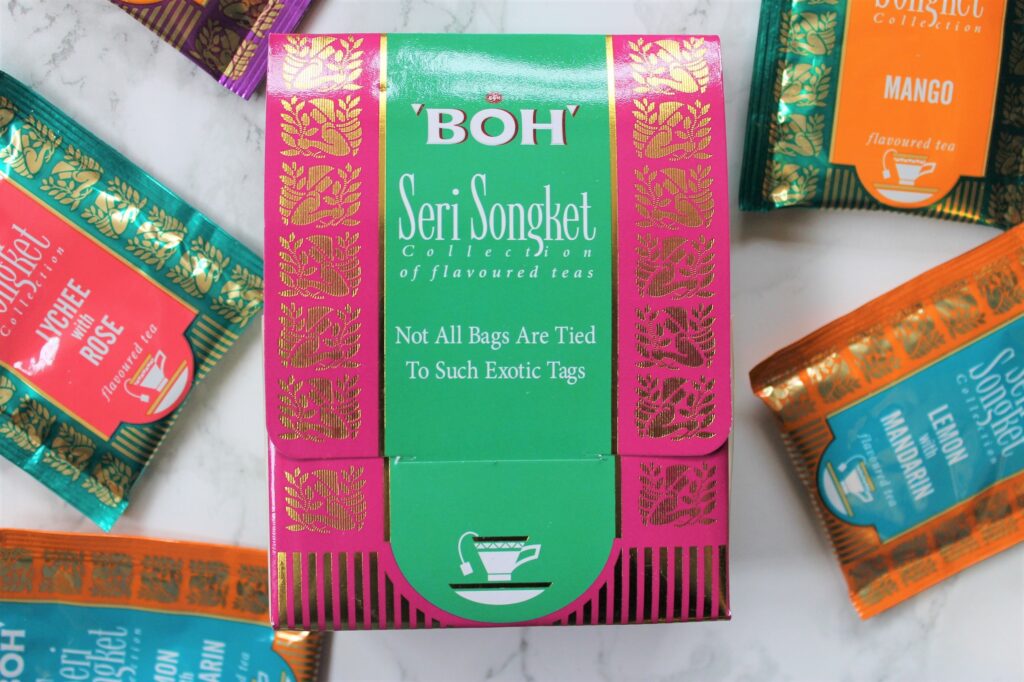 'BOH'
Seri Songket
Collection
of flavoured teas
Not All Bags Are Tied
To Such Exotic Tags
Songket
Collection
MANGO
flavoured tea
Songket
Collection
LYCHEE
with
ROSE
flavoured tea
Seri
Songket
Collection
LEMON
with
MANDARIN
flavoured tea
BOH'
Seri
Songket